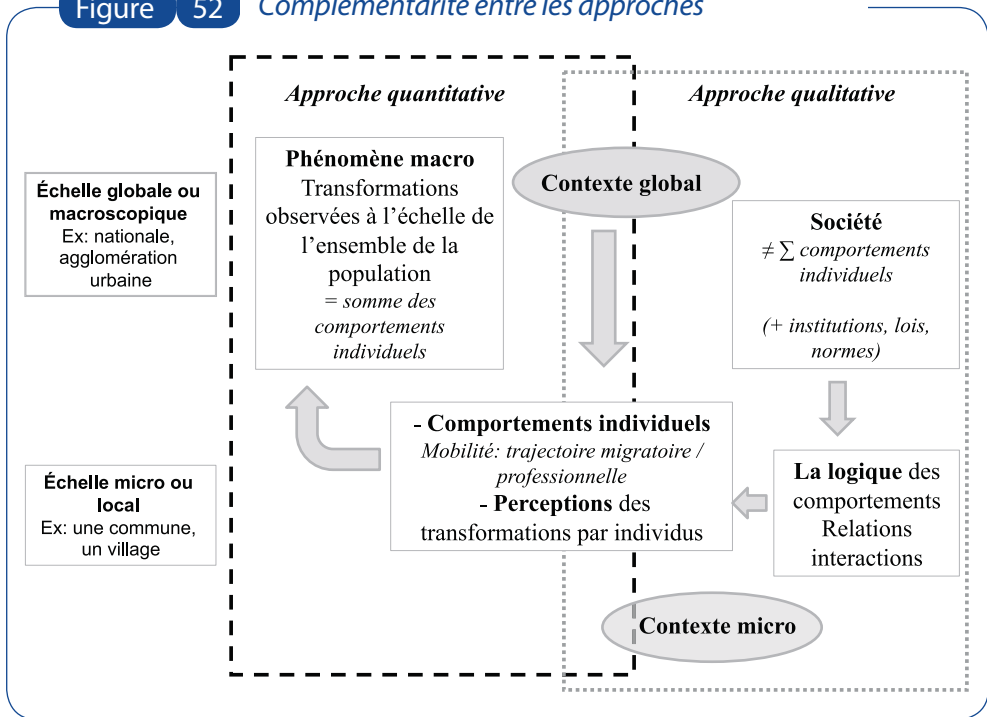 Figure 52 Complémentarité entre les approches
Approche quantitative
Approche qualitative
Échelle globale ou
macroscopique
Ex: nationale,
agglomération
urbaine
Phénomène macro
Transformations
observées à l'échelle de
l'ensemble de la
population
= somme des
comportements
individuels
Contexte global
Société
≠ ∑ comportements
individuels
(+ institutions, lois,
normes)
Échelle micro ou
local
Ex: une commune,
un village
- Comportements individuels
Mobilité: trajectoire migratoire /
professionnelle
- Perceptions des
transformations par individus
La logique des
comportements
Relations
interactions
Contexte micro